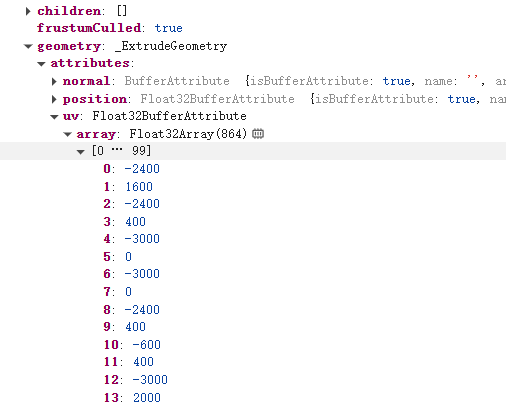 children: []
frustumCulled: true
geometry: _ExtrudeGeometry
attributes:
normal: BufferAttribute {isBufferAttribute: true, name: '', ar
position: Float32BufferAttribute {isBufferAttribute: true, na
uv: Float32BufferAttribute
array: Float32Array(864)
[0 … 99]
0: -2400
1: 1600
2: -2400
3: 400
4: -3000
5: 0
6: -3000
7: 0
8: -2400
9: 400
10: -600
11: 400
12: -3000
13: 2000